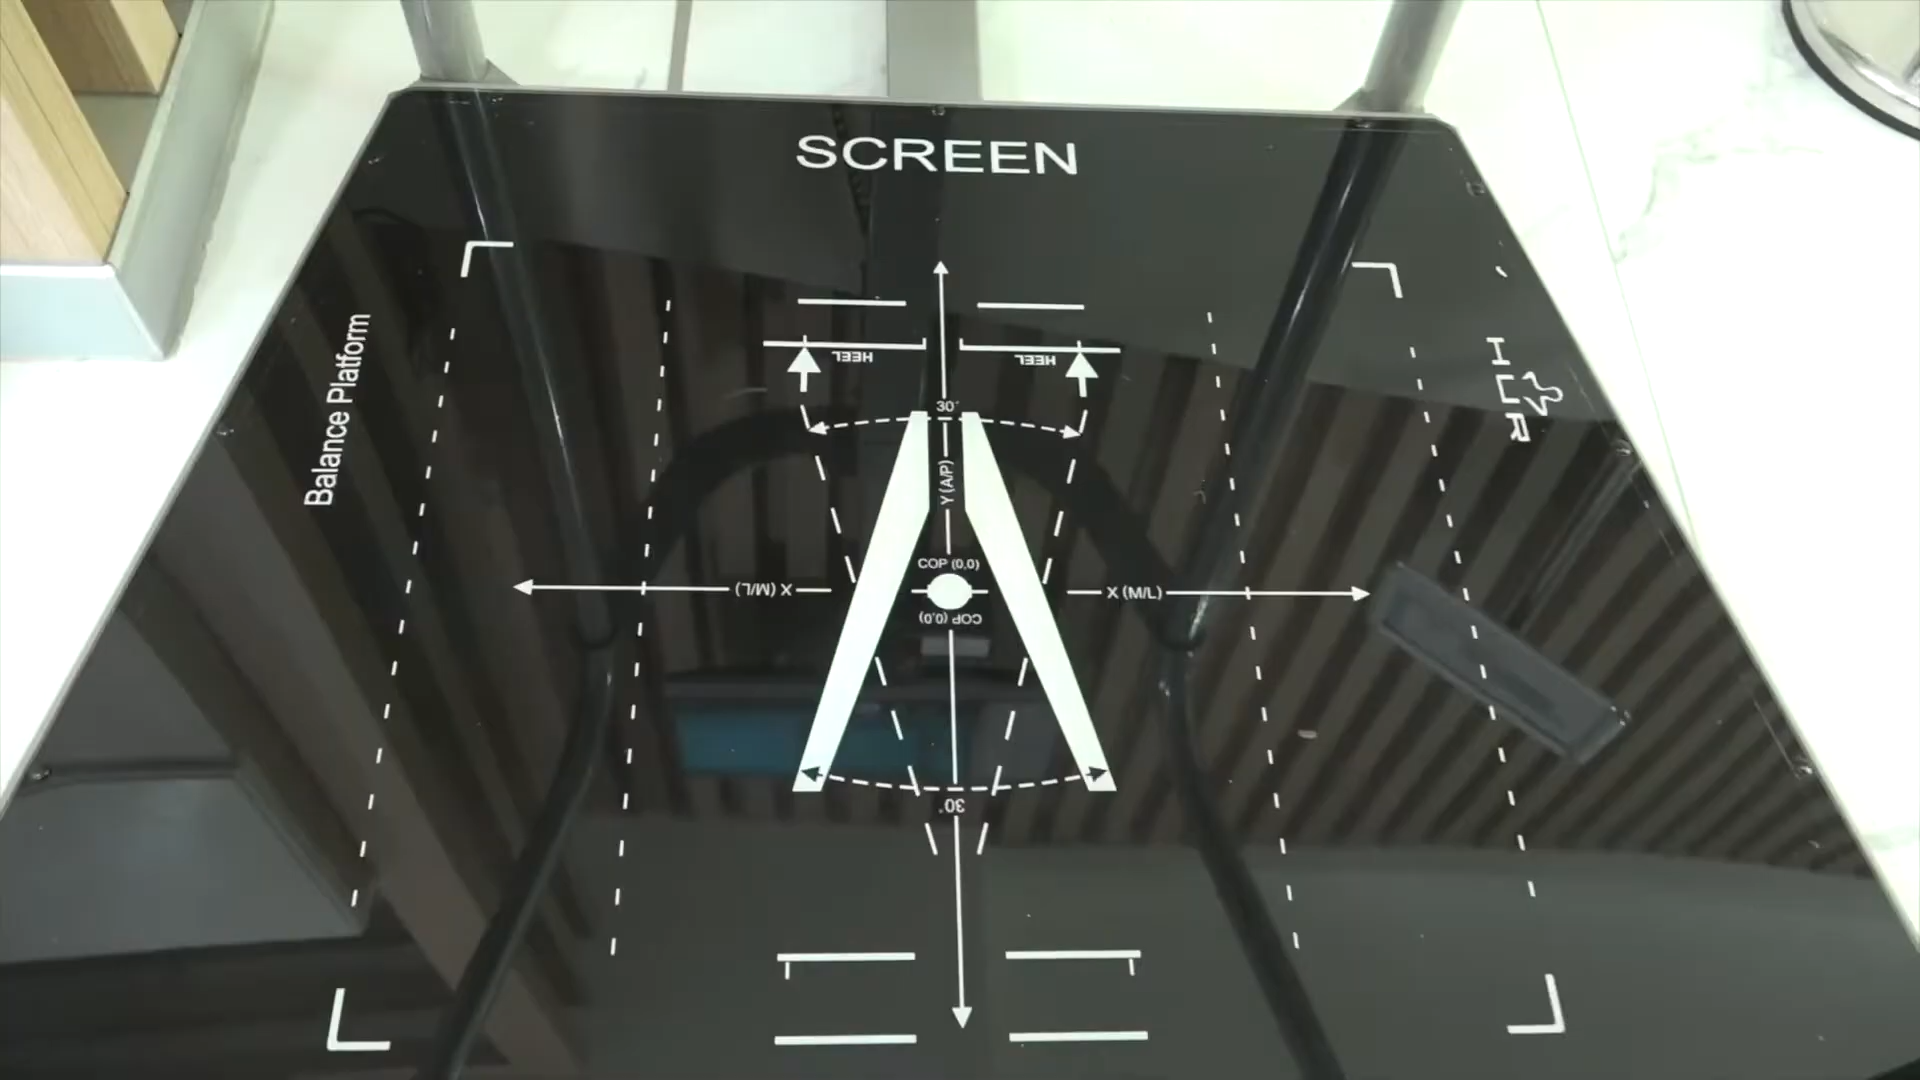 SCREEN
Balance Platform
HUR
HEEL
HEEL
30°
Y (A/P)
COP (0,0)
X (M/L)
X (M/L)
COP (0,0)
30°